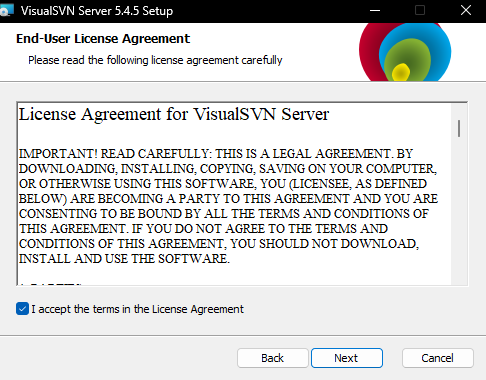 VisualSVN Server 5.4.5 Setup
End-User License Agreement
Please read the following license agreement carefully
License Agreement for VisualSVN Server
IMPORTANT! READ CAREFULLY: THIS IS A LEGAL AGREEMENT. BY
DOWNLOADING, INSTALLING, COPYING, SAVING ON YOUR COMPUTER,
OR OTHERWISE USING THIS SOFTWARE, YOU (LICENSEE, AS DEFINED
BELOW) ARE BECOMING A PARTY TO THIS AGREEMENT AND YOU ARE
CONSENTING TO BE BOUND BY ALL THE TERMS AND CONDITIONS OF
THIS AGREEMENT. IF YOU DO NOT AGREE TO THE TERMS AND
CONDITIONS OF THIS AGREEMENT, YOU SHOULD NOT DOWNLOAD,
INSTALL AND USE THE SOFTWARE.
I accept the terms in the License Agreement
Back
Next
Cancel